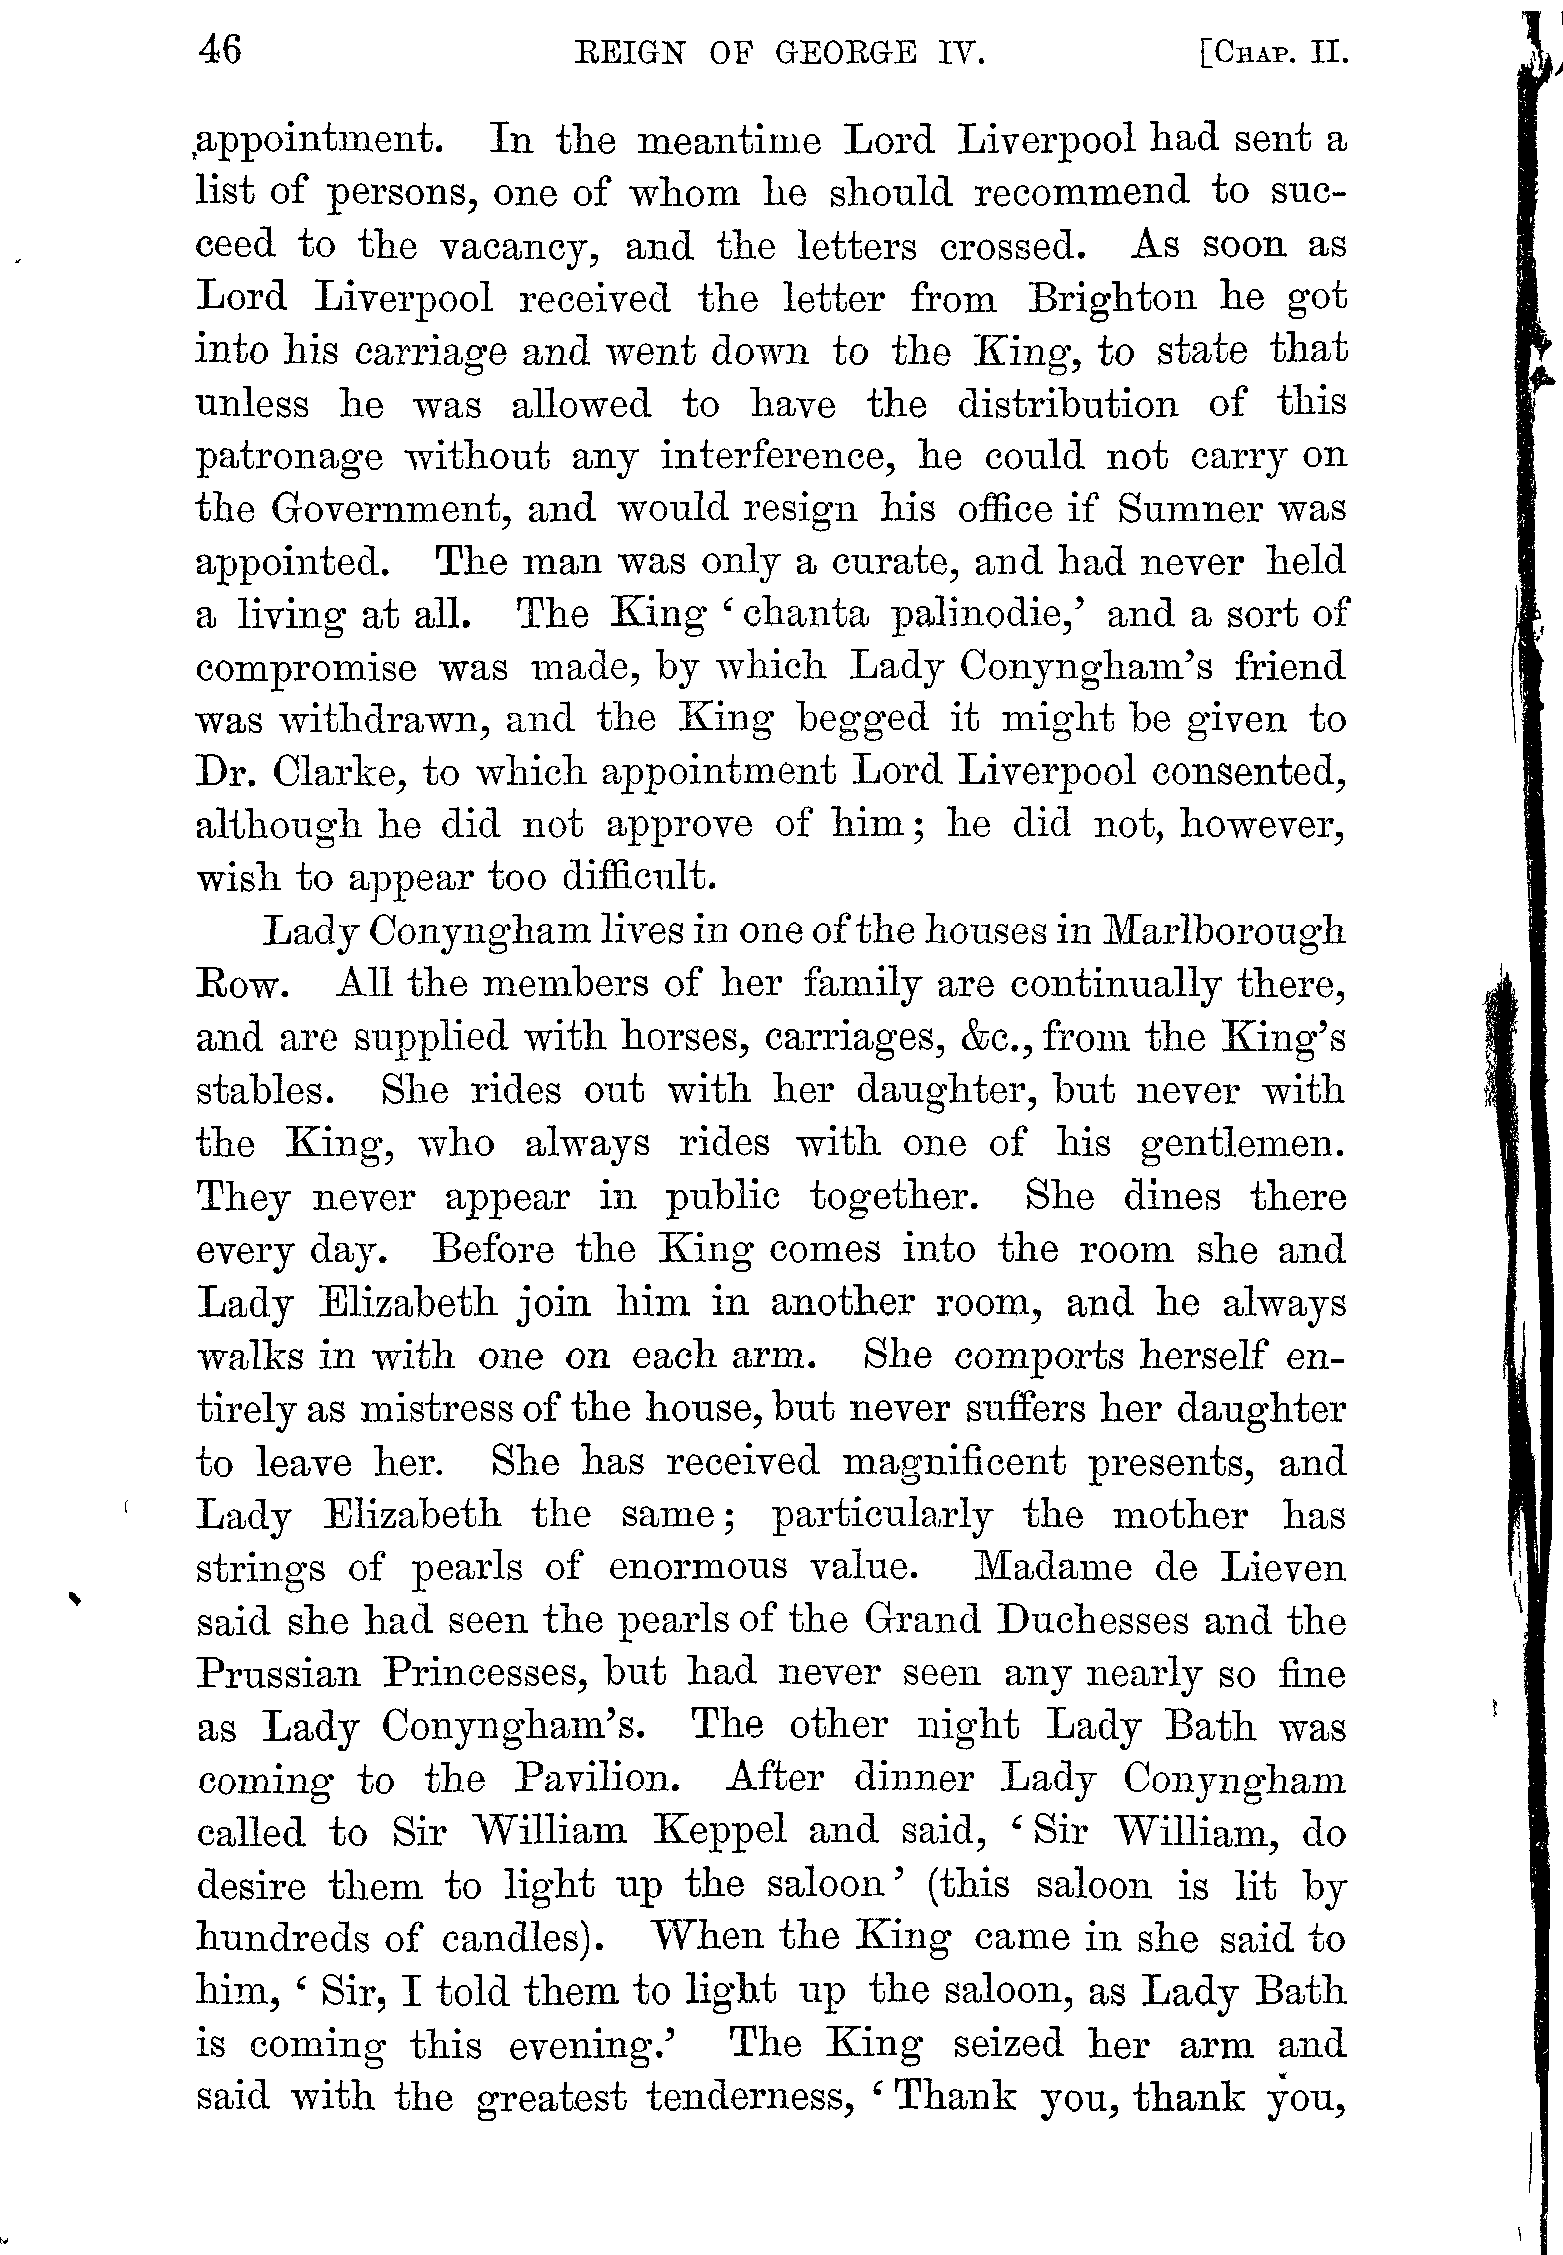 46 REIGN OF GEORGE IV. [CHAP. II.
appointment. In the meantime Lord Liverpool had sent a
list of persons, one of whom he should recommend to suc-
ceed to the vacancy, and the letters crossed. As soon as
Lord Liverpool received the letter from Brighton he got
into his carriage and went down to the King, to state that
unless he was allowed to have the distribution of this
patronage without any interference, he could not carry on
the Government, and would resign his office if Sumner was
appointed. The man was only a curate, and had never held
a living at all. The King ‘chanta palinodie,’ and a sort of
compromise was made, by which Lady Conyngham’s friend
was withdrawn, and the King begged it might be given to
Dr. Clarke, to which appointment Lord Liverpool consented,
although he did not approve of him; he did not, however,
wish to appear too difficult.
Lady Conyngham lives in one of the houses in Marlborough
Row. All the members of her family are continually there,
and are supplied with horses, carriages, &c., from the King’s
stables. She rides out with her daughter, but never with
the King, who always rides with one of his gentlemen.
They never appear in public together. She dines there
every day. Before the King comes into the room she and
Lady Elizabeth join him in another room, and he always
walks in with one on each arm. She comports herself en-
tirely as mistress of the house, but never suffers her daughter
to leave her. She has received magnificent presents, and
Lady Elizabeth the same; particularly the mother has
strings of pearls of enormous value. Madame de Lieven
said she had seen the pearls of the Grand Duchesses and the
Prussian Princesses, but had never seen any nearly so fine
as Lady Conyngham’s. The other night Lady Bath was
coming to the Pavilion. After dinner Lady Conyngham
called to Sir William Keppel and said, ‘Sir William, do
desire them to light up the saloon’ (this saloon is lit by
hundreds of candles). When the King came in she said to
him, ‘Sir, I told them to light up the saloon, as Lady Bath
is coming this evening.’ The King seized her arm and
said with the greatest tenderness, ‘Thank you, thank you,